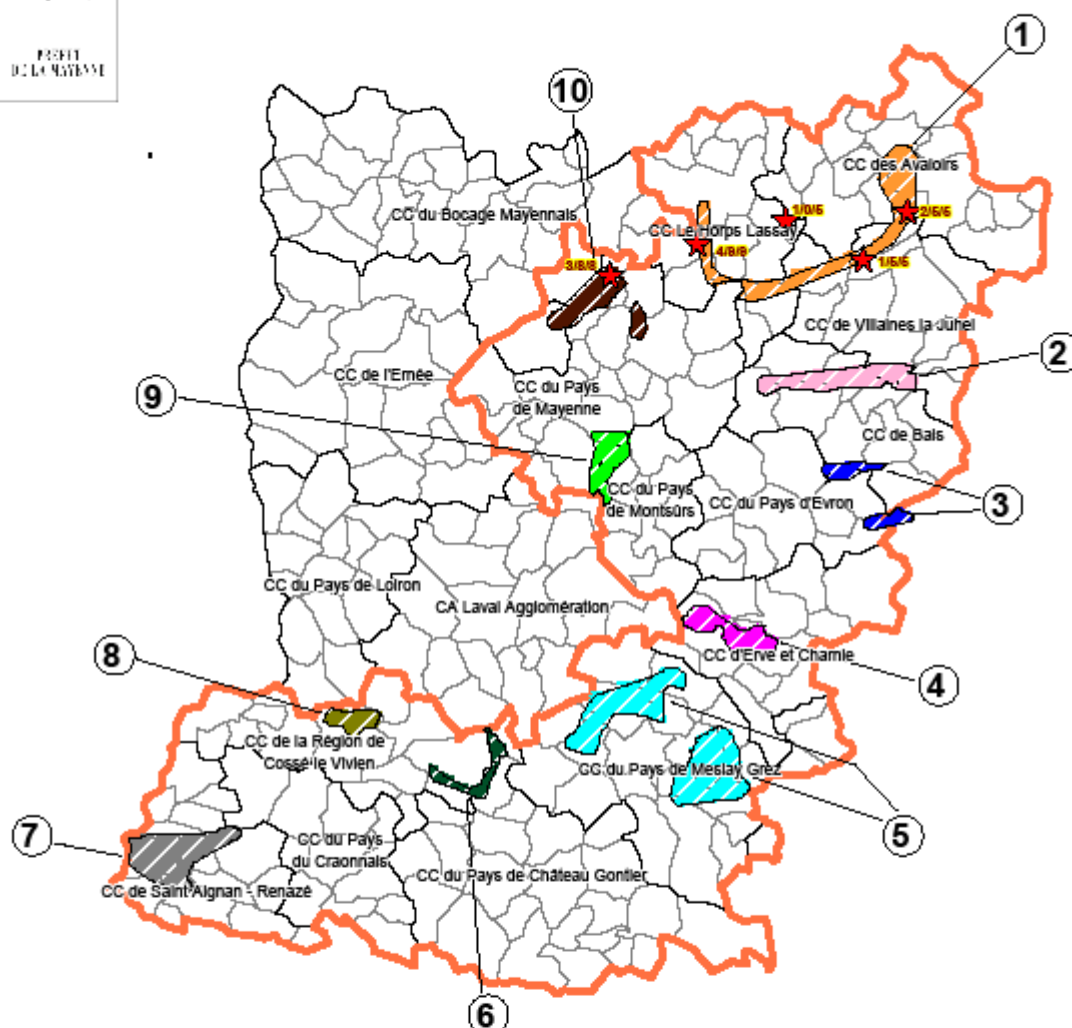 PREFET
DE LA MAYENNE
1
10
CC des Avaloirs
1/0/5
2/5/5
CC du Bocage Mayennais
CC Le Horps Lassay
4/9/9
1/5/5
3/8/8
CC de Villaines la Juhel
2
CC de l'Ernée
CC du Pays
de Mayenne
9
CC de Bais
CC du Pays
de Montsûrs
CC du Pays d'Evron
3
CC du Pays de Loiron
CA Laval Agglomération
8
CC d'Erve et Charnie
4
CC de la Région de
Cossé le Vivien
CC du Pays de Meslay Grez
7
5
CC du Pays
du Craonnais
CC du Pays de Château Gontier
CC de Saint Aignan - Renazé
6